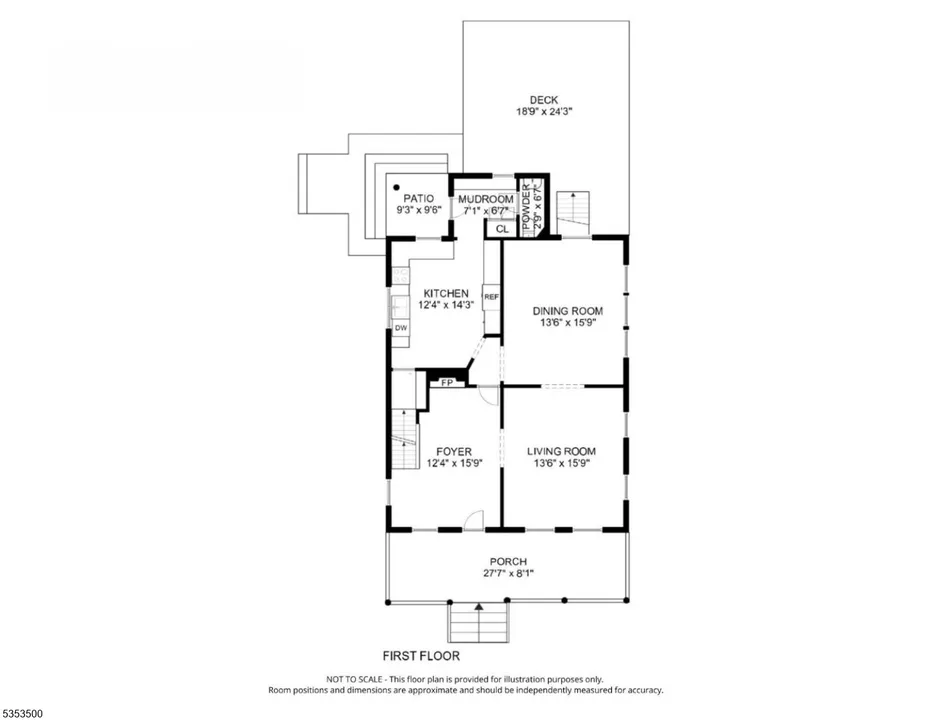 DECK
18'9" x 24'3"
PATIO
9'3" x 9'6"
MUDROOM
7'1" x 6'7"
POWDER
2'9" x 6'7"
CL
KITCHEN
12'4" x 14'3"
REF
DW
DINING ROOM
13'6" x 15'9"
FP
FOYER
12'4" x 15'9"
LIVING ROOM
13'6" x 15'9"
PORCH
27'7" x 8'1"
FIRST FLOOR
NOT TO SCALE - This floor plan is provided for illustration purposes only.
Room positions and dimensions are approximate and should be independently measured for accuracy.
5353500